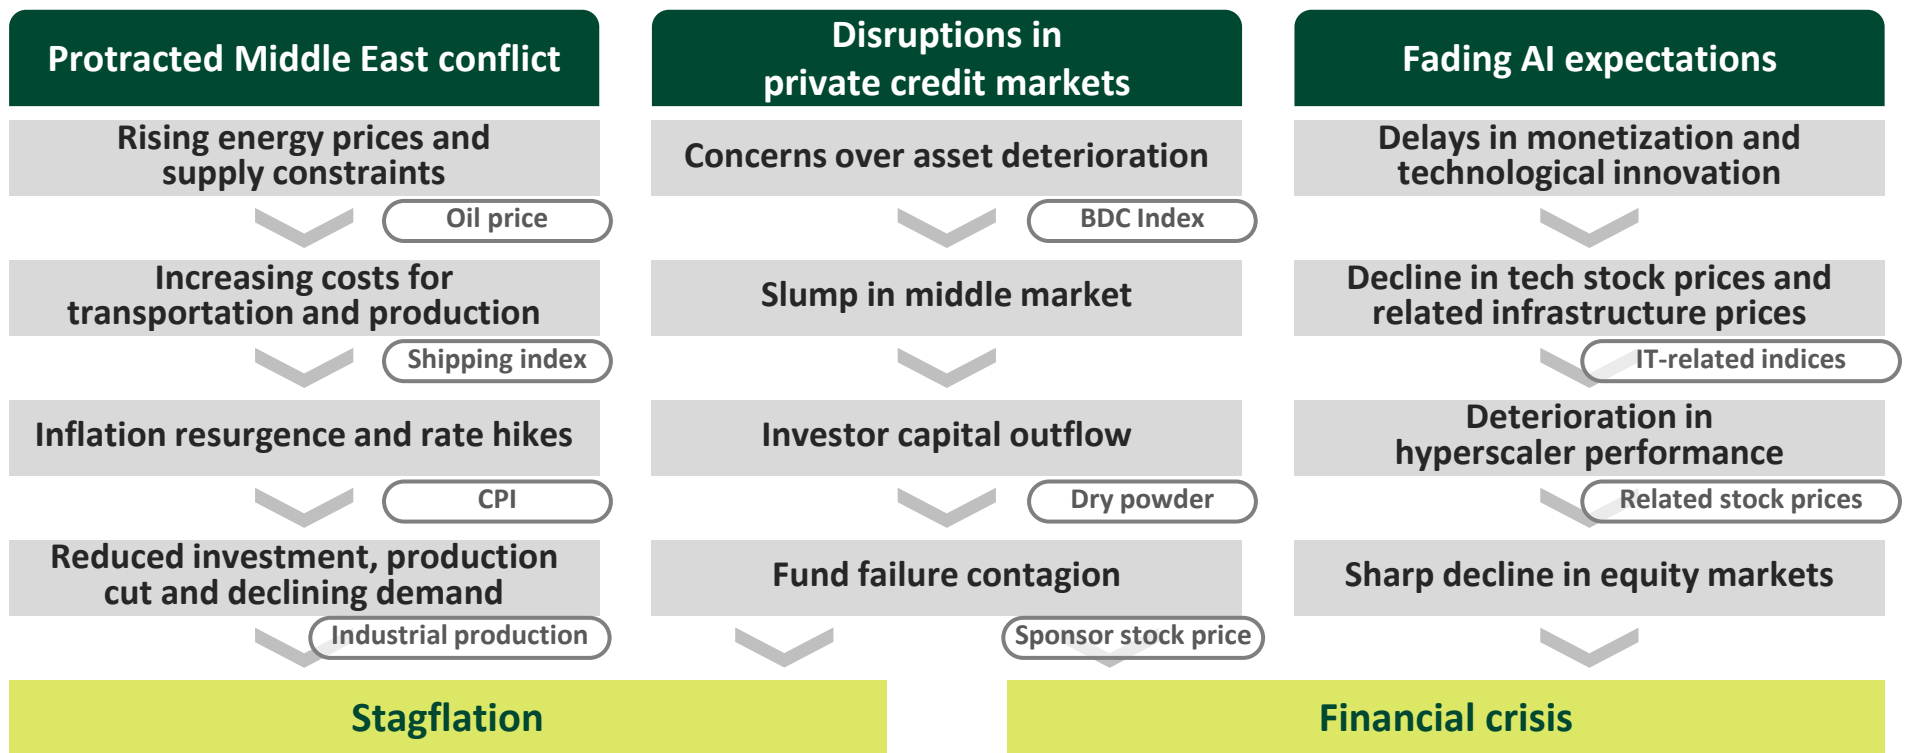 Protracted Middle East conflict
Rising energy prices and
supply constraints
Oil price
Increasing costs for
transportation and production
Shipping index
Inflation resurgence and rate hikes
CPI
Reduced investment, production
cut and declining demand
Industrial production
Disruptions in
private credit markets
Concerns over asset deterioration
BDC Index
Slump in middle market
Investor capital outflow
Dry powder
Fund failure contagion
Sponsor stock price
Fading AI expectations
Delays in monetization and
technological innovation
Decline in tech stock prices and
related infrastructure prices
IT-related indices
Deterioration in
hyperscaler performance
Related stock prices
Sharp decline in equity markets
Stagflation
Financial crisis